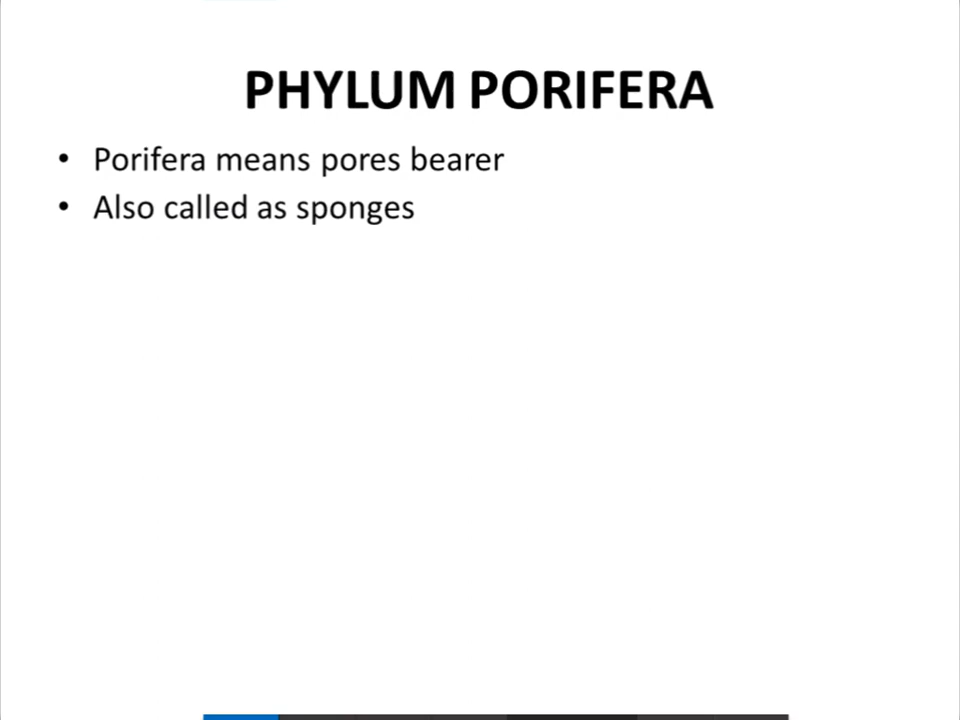 PHYLUM PORIFERA
• Porifera means pores bearer
• Also called as sponges